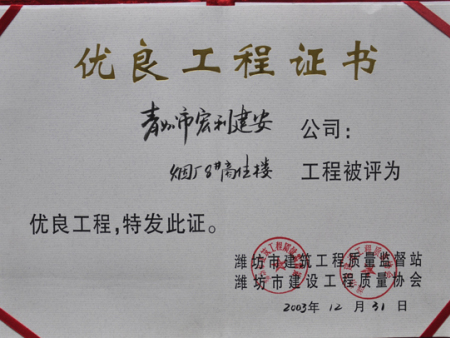 优良工程证书
青州市宏利建安 公司：
烟厂8#高住楼 工程被评为
优良工程，特发此证。
潍坊市建筑工程质量监督站
潍坊市建设工程质量协会
2003年 12 月 31 日